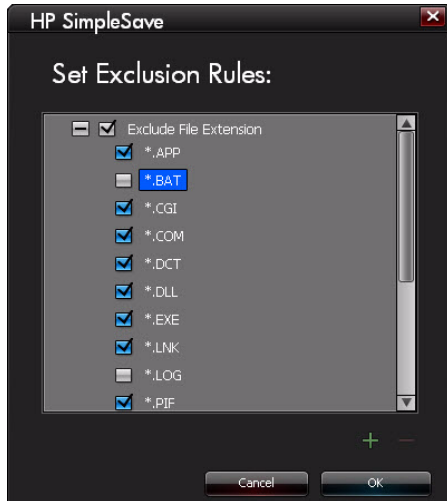 HP SimpleSave
Set Exclusion Rules:
Exclude File Extension
*.APP
*.BAT
*.CGI
*.COM
*.DCT
*.DLL
*.EXE
*.LNK
*.LOG
*.PIF
Cancel
OK